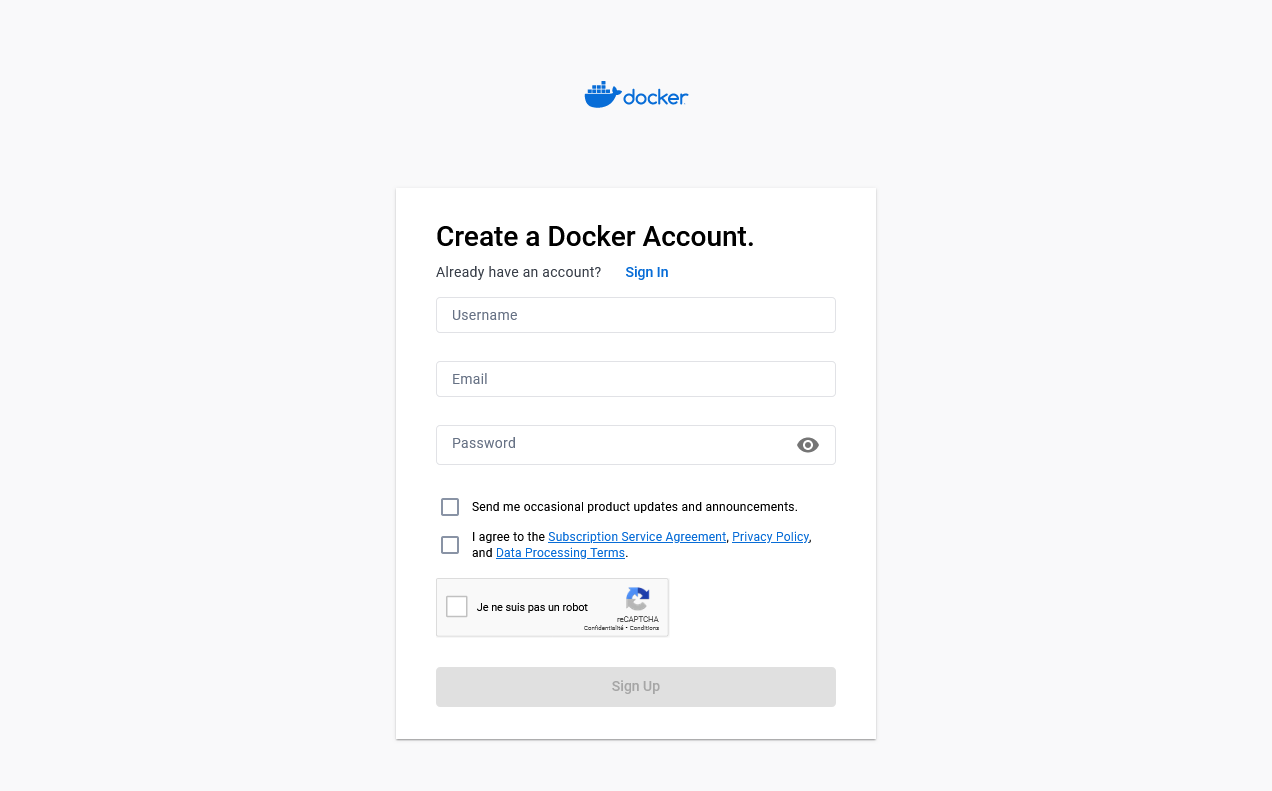 docker
Create a Docker Account.
Already have an account? Sign In
Username
Email
Password
Send me occasional product updates and announcements.
I agree to the Subscription Service Agreement, Privacy Policy,
and Data Processing Terms.
Je ne suis pas un robot
reCAPTCHA
Confidentialité • Conditions
Sign Up